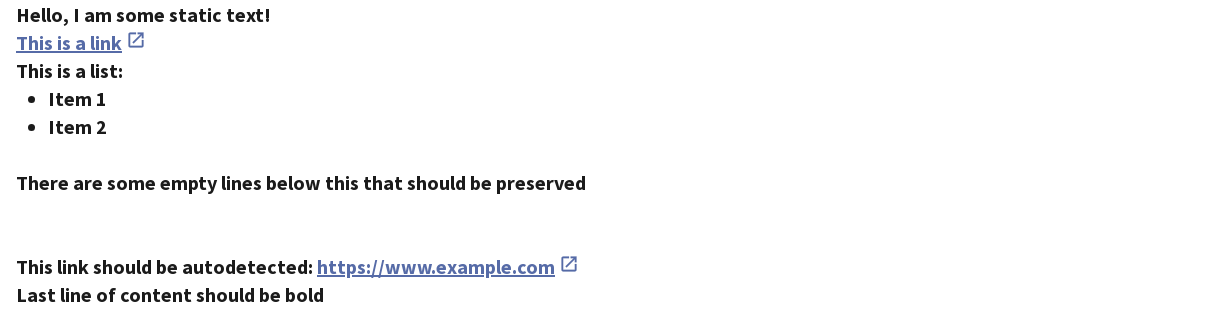 Hello, I am some static text!
This is a link
This is a list:
• Item 1
• Item 2
There are some empty lines below this that should be preserved
This link should be autodetected: https://www.example.com
Last line of content should be bold